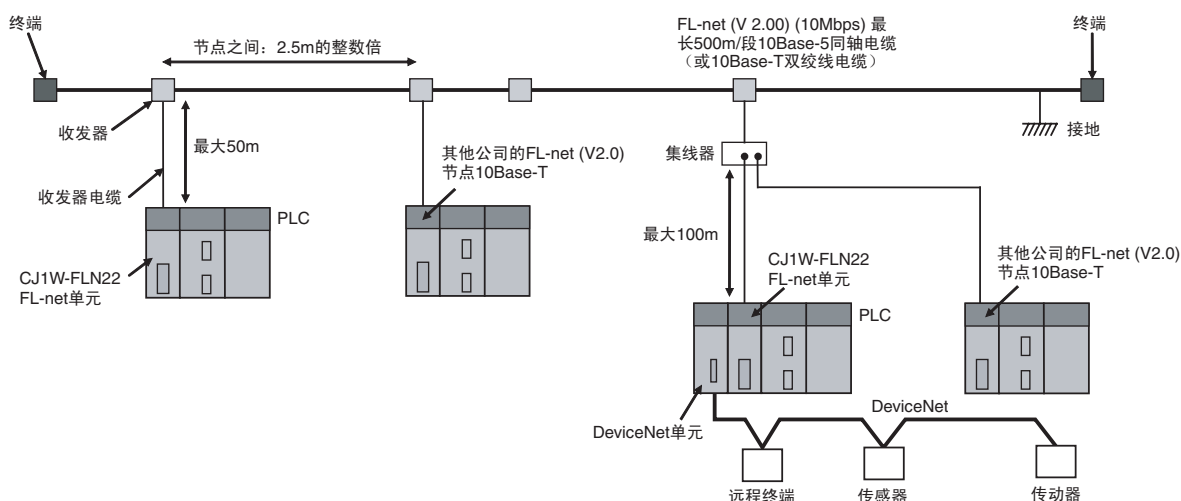 终端
节点之间：2.5m的整数倍
FL-net (V 2.00) (10Mbps) 最
长500m/段10Base-5同轴电缆
（或10Base-T双绞线电缆）
终端
收发器
最大50m
收发器电缆
PLC
CJ1W-FLN22
FL-net单元
其他公司的FL-net (V2.0)
节点10Base-T
集线器
接地
最大100m
CJ1W-FLN22
FL-net单元
PLC
其他公司的FL-net (V2.0)
节点10Base-T
DeviceNet单元
DeviceNet
远程终端
传感器
传动器